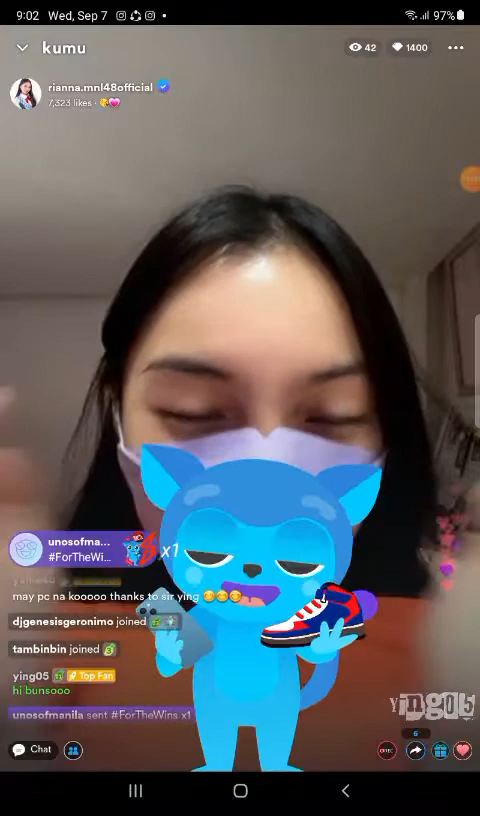 9:02 Wed, Sep 7 97%
kumu 42 1400
rianna.mnl48official
7,323 likes
unosofma...
#ForTheW... x1
may pc na kooooo thanks to sir ying
djgenesisgeronimo joined
tambinbin joined
ying05 Top Fan
hi bunsooo
unosofmanila sent #ForTheWins x1
Ying05
6
Chat